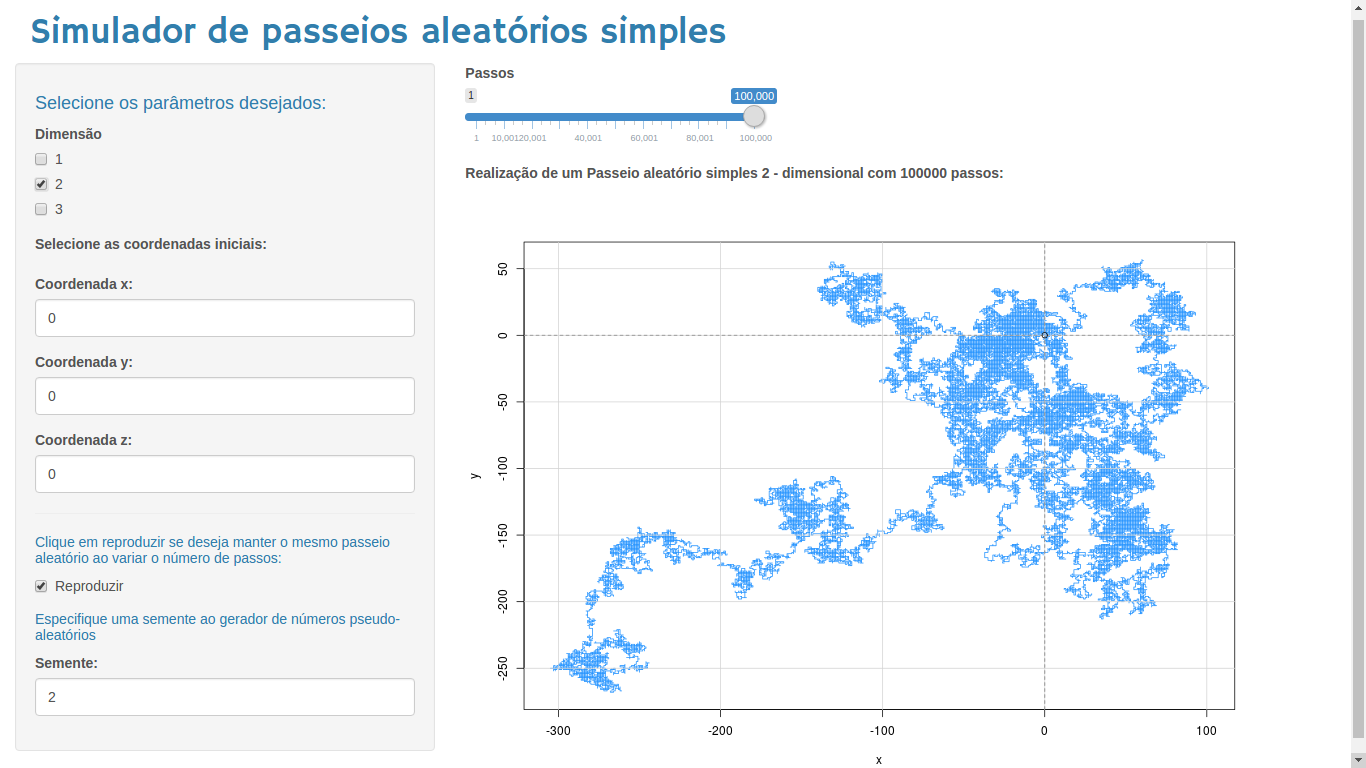 Simulador de passeios aleatórios simples
Selecione os parâmetros desejados:
Dimensão
1
2
3
Selecione as coordenadas iniciais:
Coordenada x:
0
Coordenada y:
0
Coordenada z:
0
Clique em reproduzir se deseja manter o mesmo passeio
aleatório ao variar o número de passos:
Reproduzir
Especifique uma semente ao gerador de números pseudo-
aleatórios
Semente:
2
Passos
1 100,000
1 10,00120,001 40,001 60,001 80,001 100,000
Realização de um Passeio aleatório simples 2 - dimensional com 100000 passos:
50
0
-50
-100
-150
-200
-250
y
-300 -200 -100 0 100
x